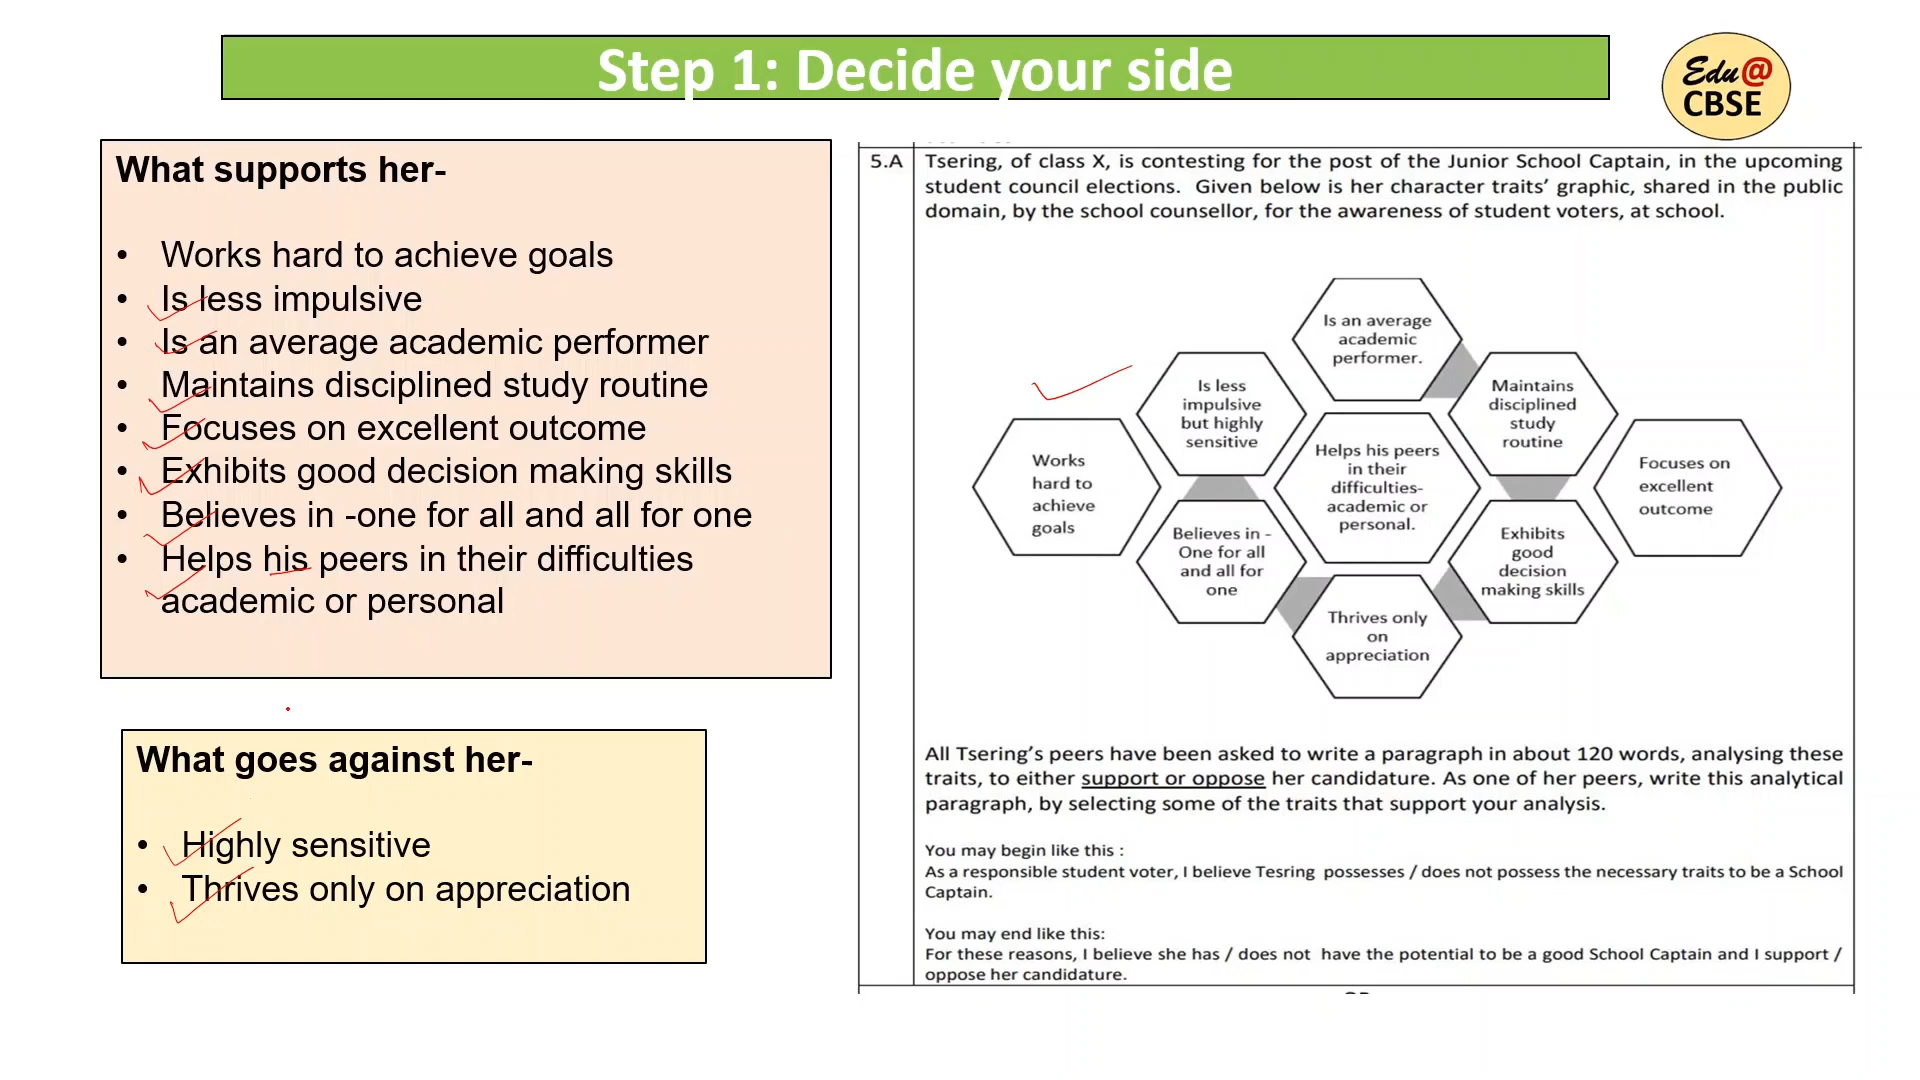 Step 1: Decide your side
Edu@
CBSE
What supports her-
• Works hard to achieve goals
• Is less impulsive
• Is an average academic performer
• Maintains disciplined study routine
• Focuses on excellent outcome
• Exhibits good decision making skills
• Believes in -one for all and all for one
• Helps his peers in their difficulties
academic or personal
What goes against her-
• Highly sensitive
• Thrives only on appreciation
5.A Tsering, of class X, is contesting for the post of the Junior School Captain, in the upcoming
student council elections. Given below is her character traits’ graphic, shared in the public
domain, by the school counsellor, for the awareness of student voters, at school.
Is an average
academic
performer.
Is less
impulsive
but highly
sensitive
Maintains
disciplined
study
routine
Works
hard to
achieve
goals
Helps his peers
in their
difficulties-
academic or
personal.
Focuses on
excellent
outcome
Believes in -
One for all
and all for
one
Exhibits
good
decision
making skills
Thrives only
on
appreciation
All Tsering’s peers have been asked to write a paragraph in about 120 words, analysing these
traits, to either support or oppose her candidature. As one of her peers, write this analytical
paragraph, by selecting some of the traits that support your analysis.
You may begin like this :
As a responsible student voter, I believe Tesring possesses / does not possess the necessary traits to be a School
Captain.
You may end like this:
For these reasons, I believe she has / does not have the potential to be a good School Captain and I support /
oppose her candidature.